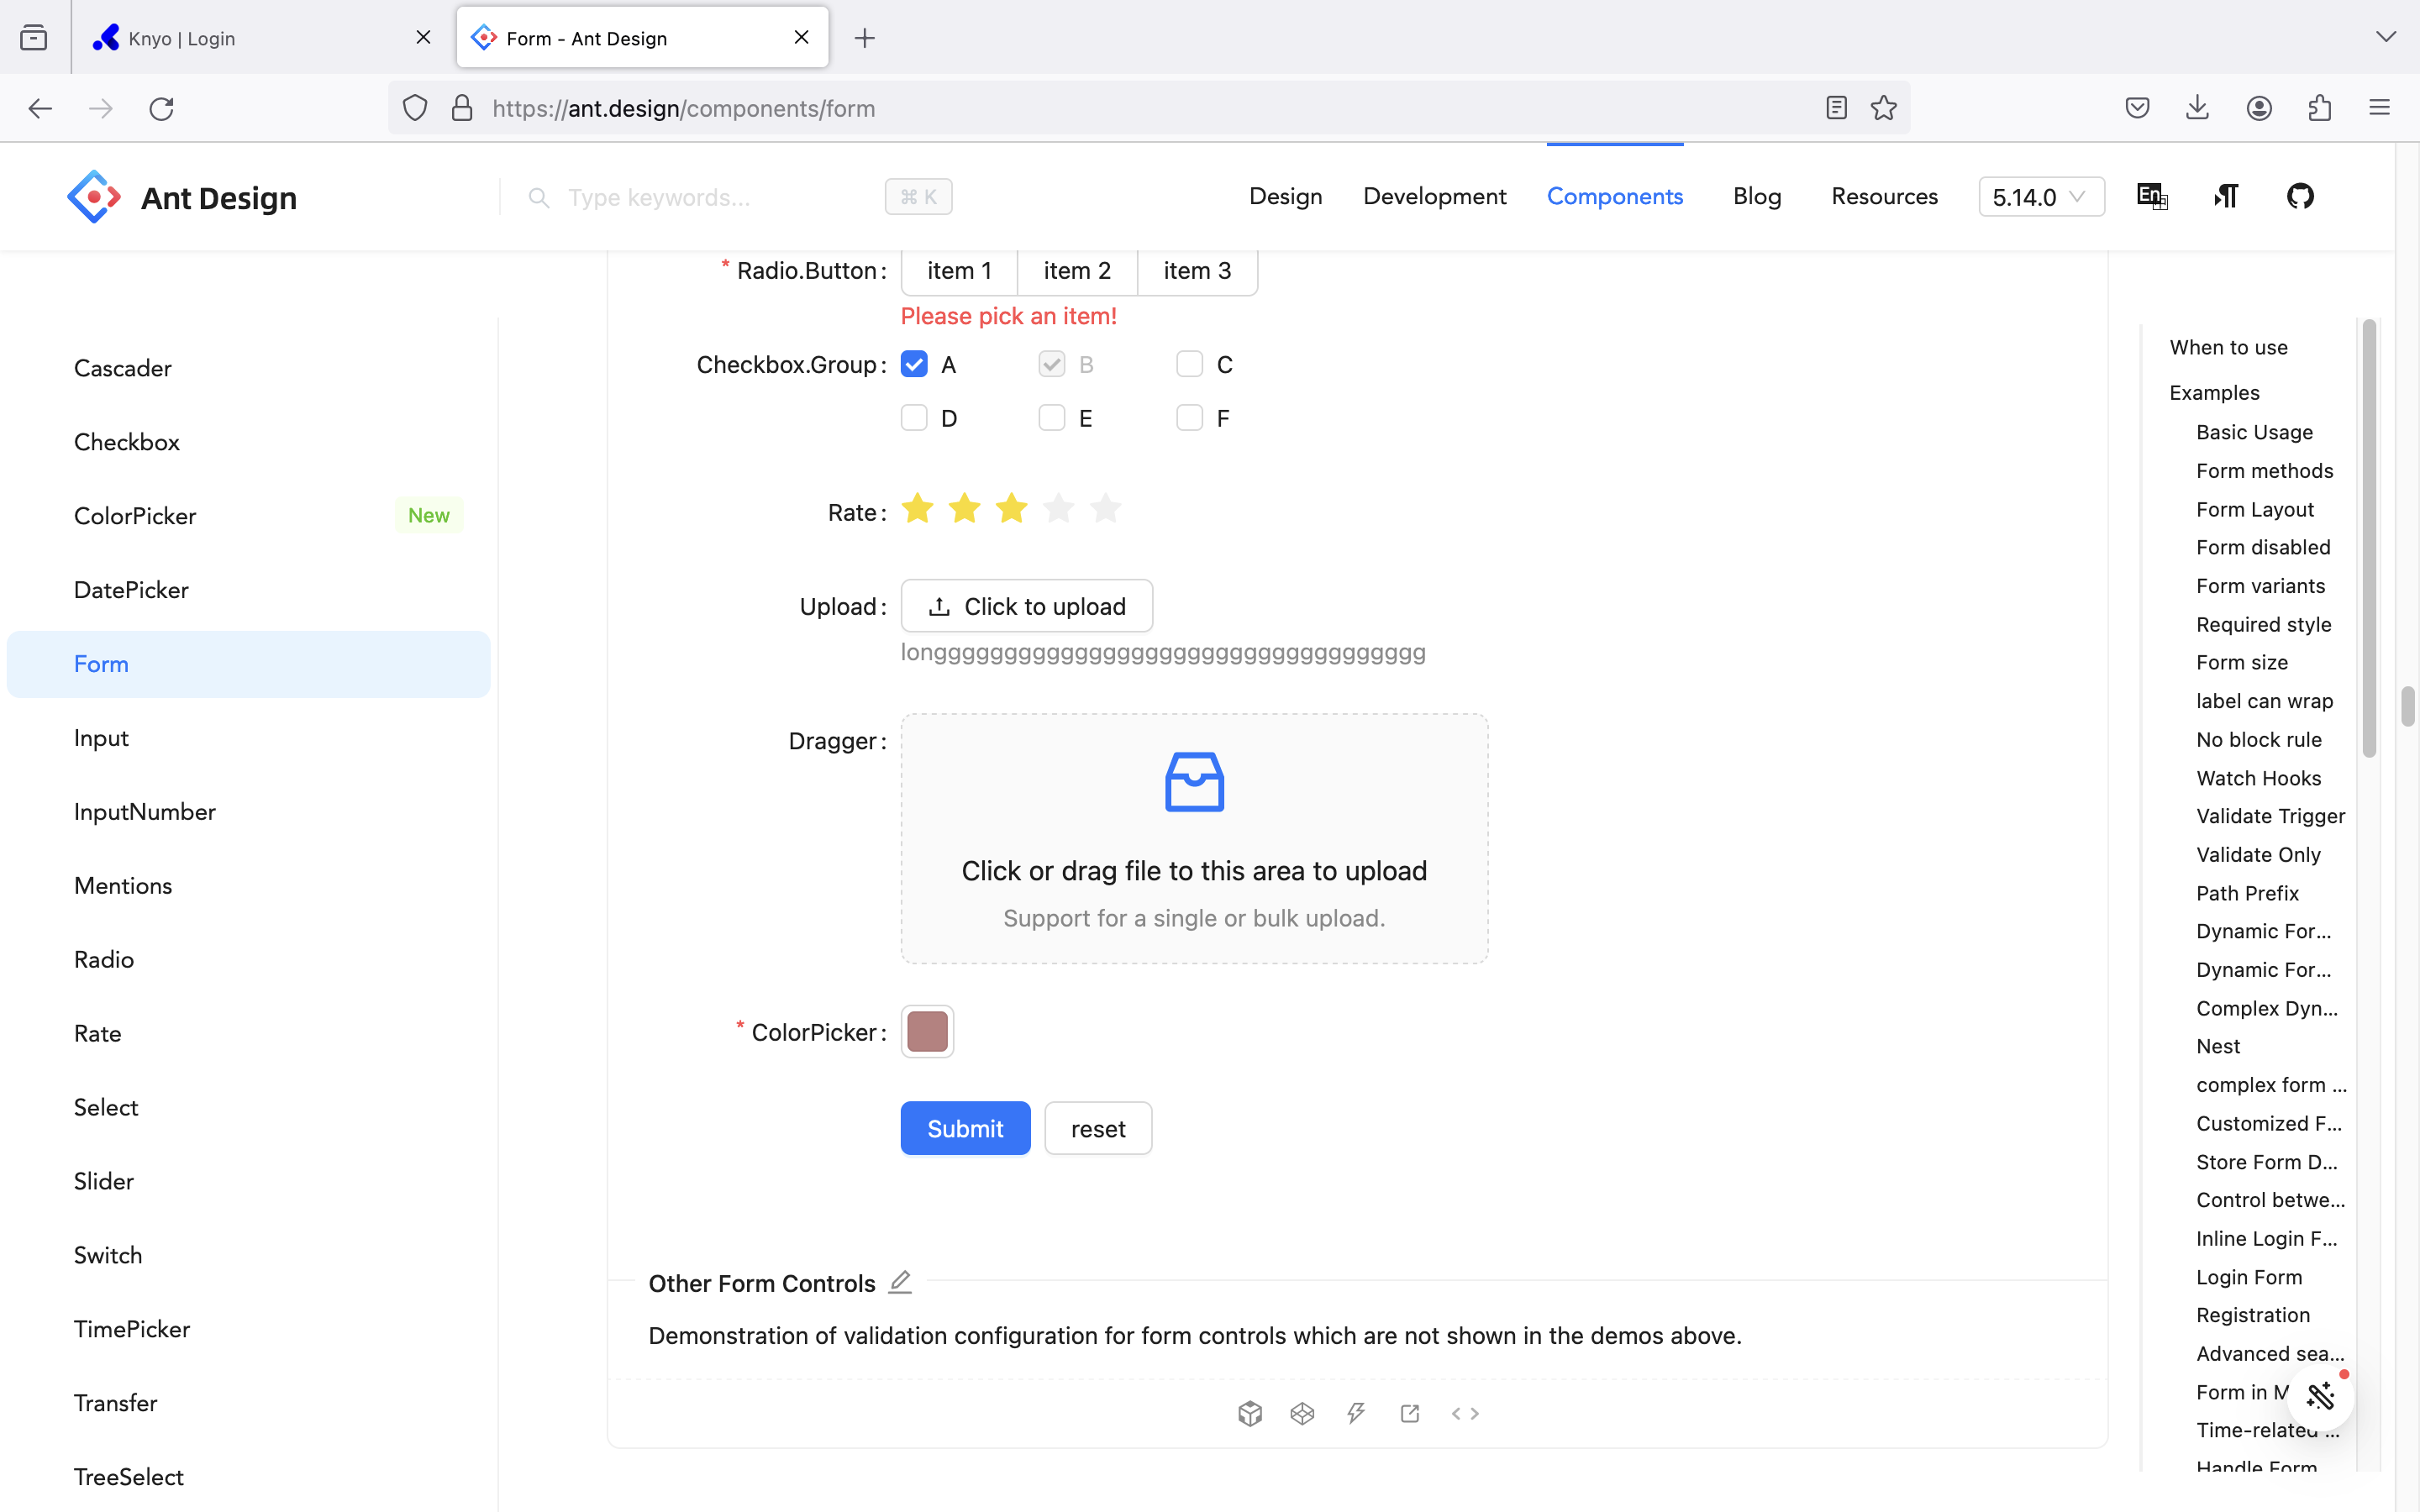 Knyo | Login
Form - Ant Design
https://ant.design/components/form
Ant Design
Type keywords...
⌘ K
Design
Development
Components
Blog
Resources
5.14.0
En
Cascader
Checkbox
ColorPicker
New
DatePicker
Form
Input
InputNumber
Mentions
Radio
Rate
Select
Slider
Switch
TimePicker
Transfer
TreeSelect
* Radio.Button:
item 1
item 2
item 3
Please pick an item!
Checkbox.Group:
A
B
C
D
E
F
Rate:
Upload:
Click to upload
longgggggggggggggggggggggggggggggggggg
Dragger:
Click or drag file to this area to upload
Support for a single or bulk upload.
* ColorPicker:
Submit
reset
Other Form Controls
Demonstration of validation configuration for form controls which are not shown in the demos above.
When to use
Examples
Basic Usage
Form methods
Form Layout
Form disabled
Form variants
Required style
Form size
label can wrap
No block rule
Watch Hooks
Validate Trigger
Validate Only
Path Prefix
Dynamic For...
Dynamic For...
Complex Dyn...
Nest
complex form ...
Customized F...
Store Form D...
Control betwe...
Inline Login F...
Login Form
Registration
Advanced sea...
Form in M
Time-related ...
Handle Form